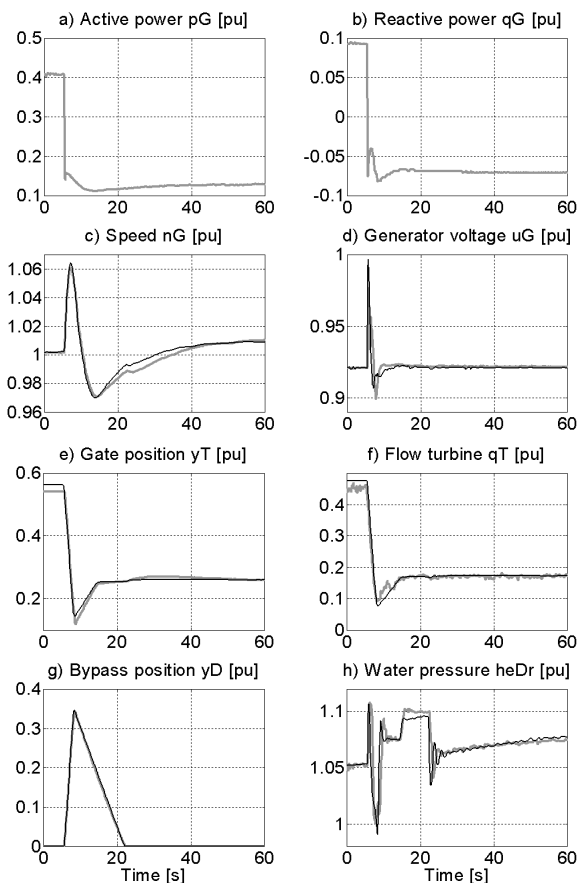 a) Active power pG [pu]
b) Reactive power qG [pu]
0.5
0.4
0.3
0.2
0.1
0 20 40 60
0.1
0.05
0
-0.05
-0.1
0 20 40 60
c) Speed nG [pu]
d) Generator voltage uG [pu]
1.06
1.04
1.02
1
0.98
0.96
0 20 40 60
1
0.95
0.9
0 20 40 60
e) Gate position yT [pu]
f) Flow turbine qT [pu]
0.6
0.4
0.2
0 20 40 60
0.4
0.3
0.2
0.1
0
0 20 40 60
g) Bypass position yD [pu]
h) Water pressure heDr [pu]
0.4
0.3
0.2
0.1
0
0 20 40 60
Time [s]
1.1
1.05
1
0 20 40 60
Time [s]